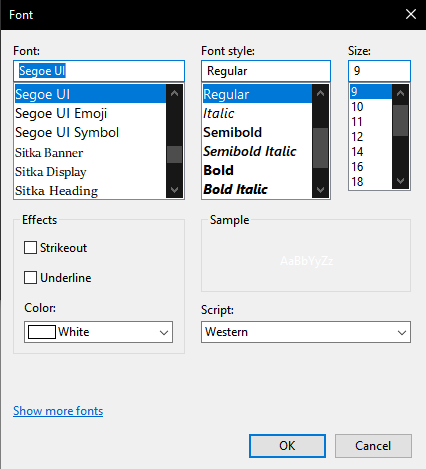 Font
Font: Font style: Size:
Segoe UI Regular 9
Segoe UI Regular 9
Segoe UI Emoji Italic 10
Segoe UI Symbol Semibold 11
Sitka Banner Semibold Italic 12
Sitka Display Bold 14
Sitka Heading Bold Italic 16
18
Effects Sample
Strikeout
AaBbYyZz
Underline
Color: Script:
White Western
Show more fonts
OK Cancel